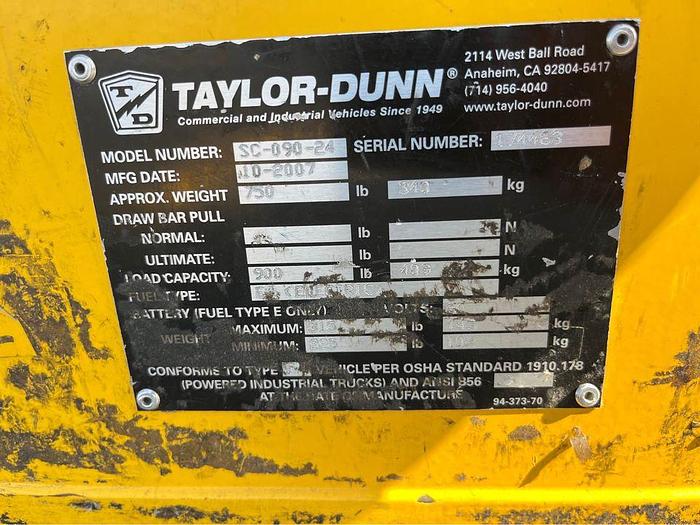 T D
TAYLOR-DUNN®
Commercial and Industrial Vehicles Since 1949
2114 West Ball Road
Anaheim, CA 92804-5417
(714) 956-4040
www.taylor-dunn.com
MODEL NUMBER: SC-090-24 SERIAL NUMBER:
MFG DATE: 10-2007
APPROX. WEIGHT 750 lb 340 kg
DRAW BAR PULL
NORMAL: lb N
ULTIMATE: lb N
LOAD CAPACITY: 900 lb kg
FUEL TYPE:
BATTERY (FUEL TYPE E ONLY) VOLTS:
WEIGHT MAXIMUM: lb kg
MINIMUM: lb kg
CONFORMS TO TYPE VEHICLE PER OSHA STANDARD 1910.178
(POWERED INDUSTRIAL TRUCKS) AND ANSI B56
AT THE DATE OF MANUFACTURE
94-373-70